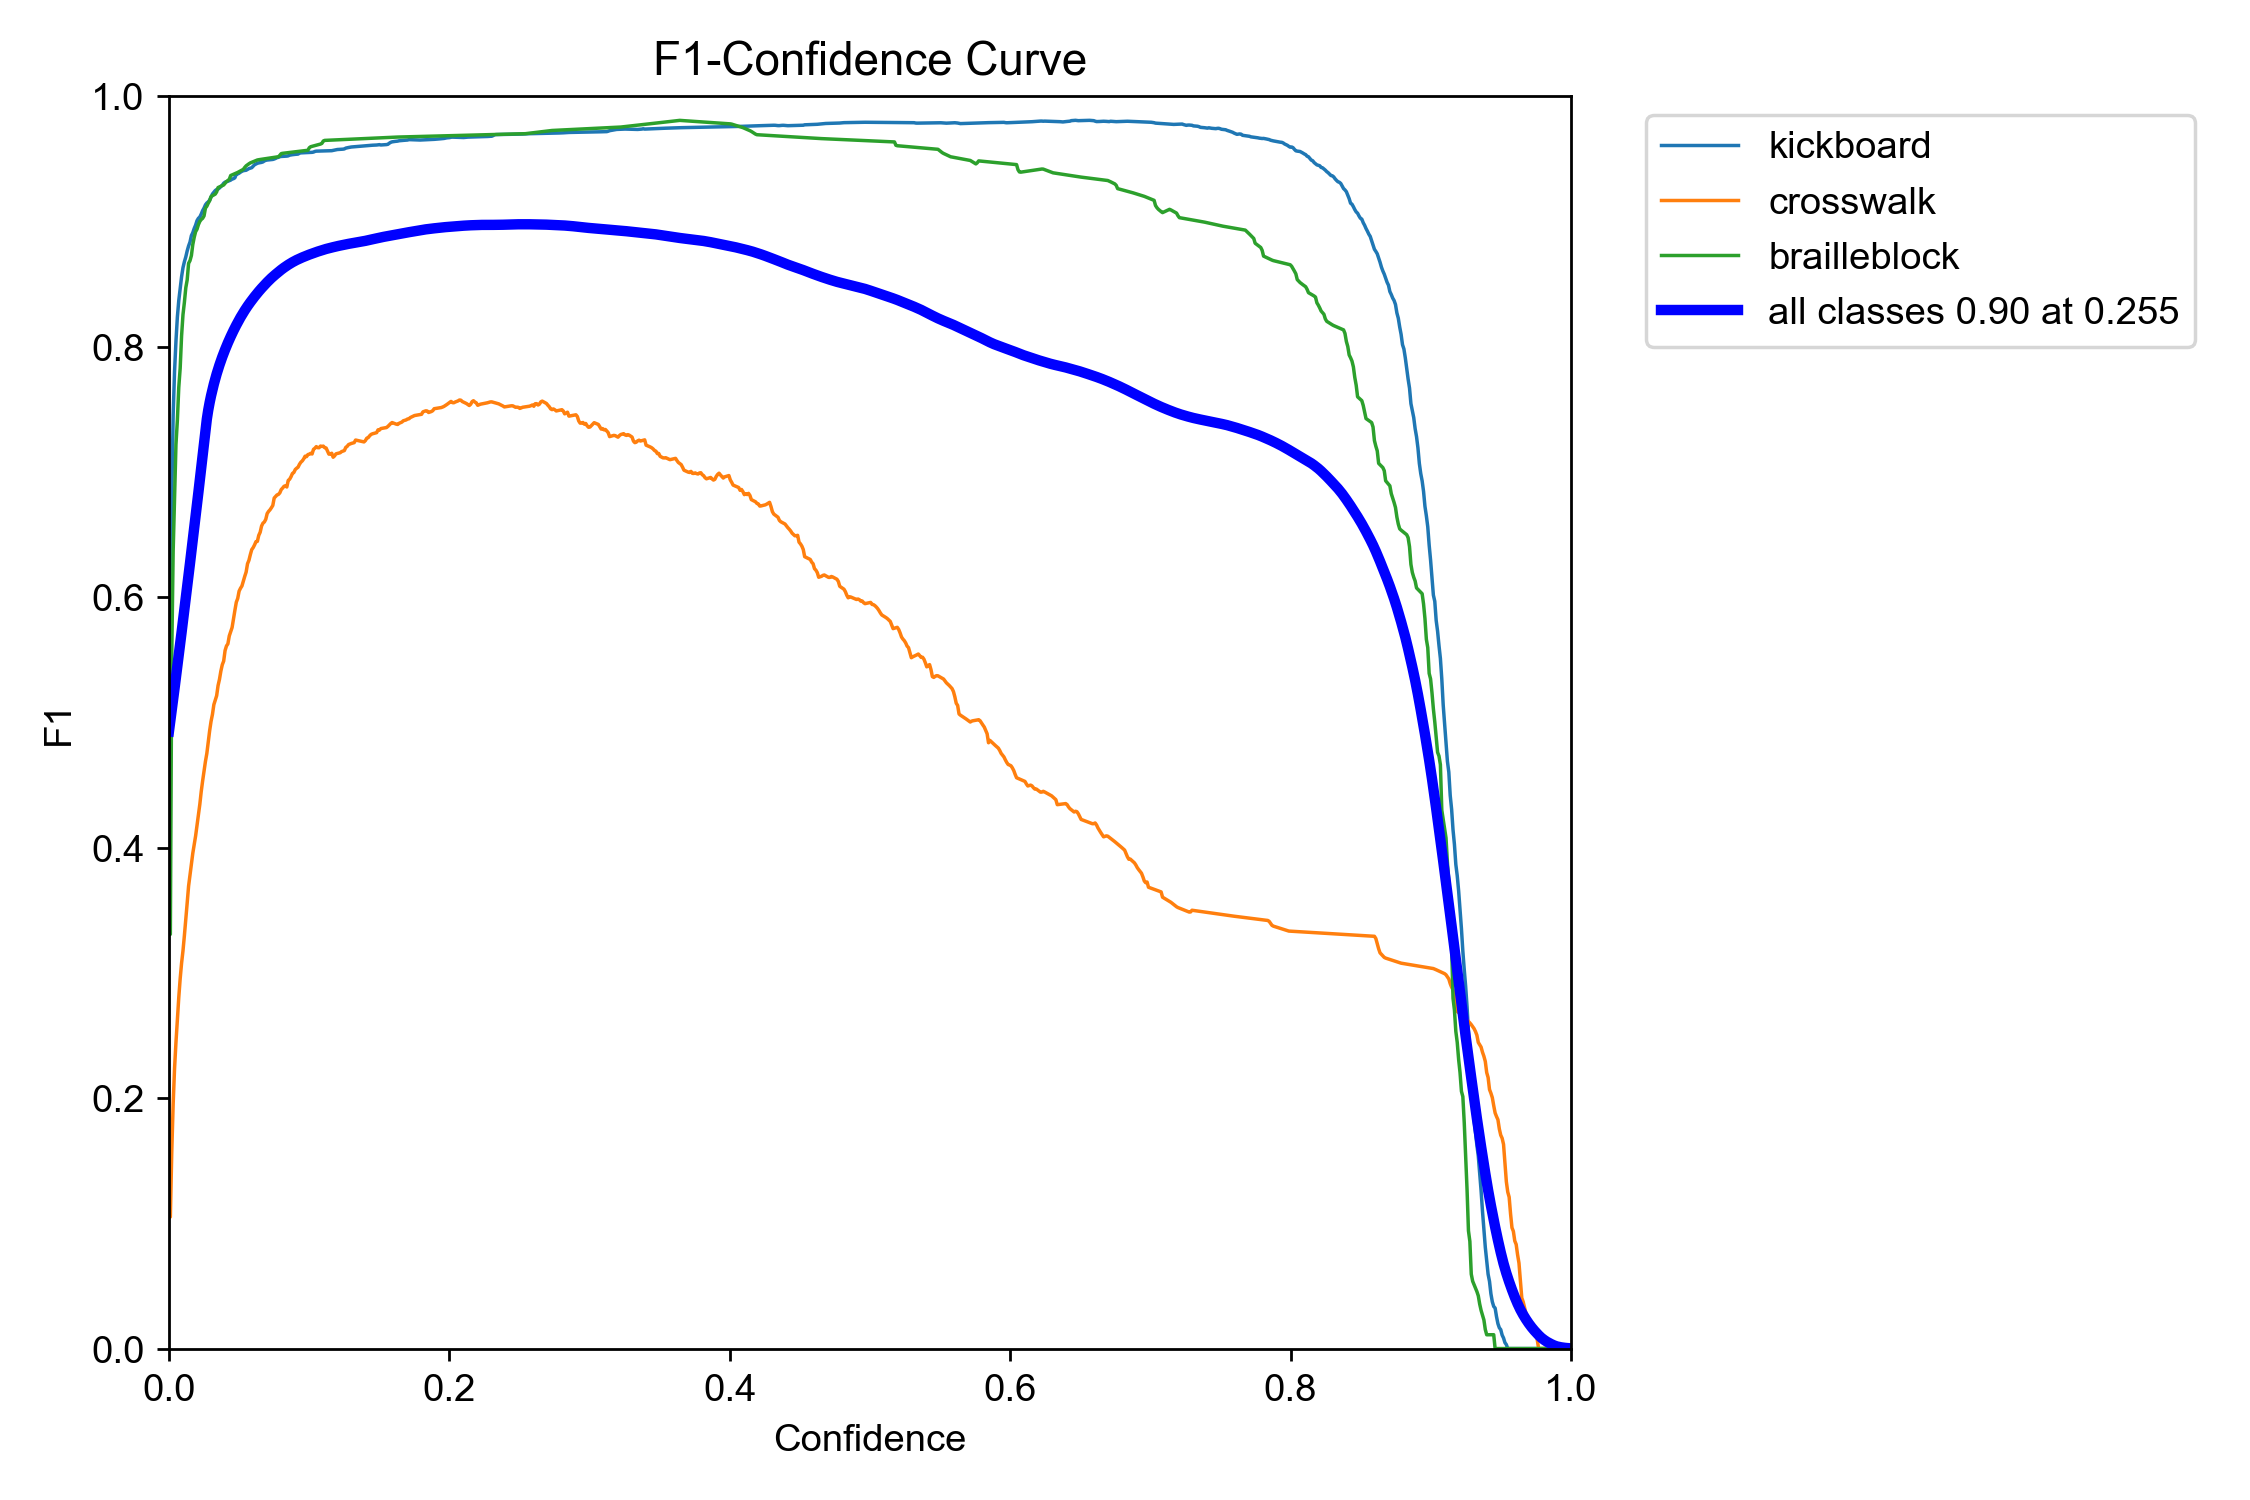 F1-Confidence Curve
1.0
0.8
0.6
0.4
0.2
0.0
F1
0.0 0.2 0.4 0.6 0.8 1.0
Confidence
kickboard
crosswalk
brailleblock
all classes 0.90 at 0.255